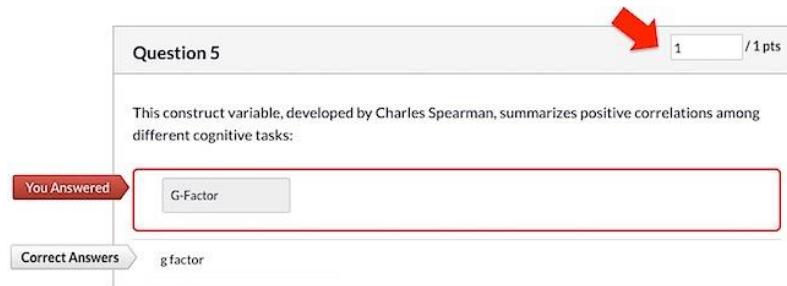 Question 5
1 / 1 pts
This construct variable, developed by Charles Spearman, summarizes positive correlations among
different cognitive tasks:
You Answered
G-Factor
Correct Answers
g factor